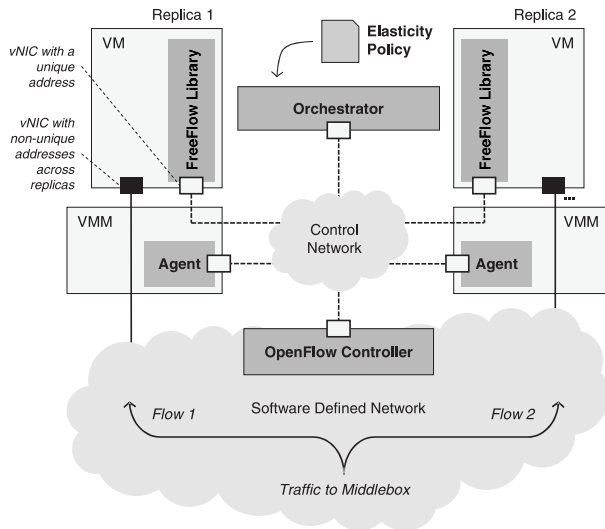 Replica 1
Replica 2
vNIC with a
unique
address
vNIC with
non-unique
addresses
across
replicas
VM
FreeFlow Library
Elasticity
Policy
Orchestrator
VM
FreeFlow Library
...
VMM
Agent
Control
Network
VMM
Agent
OpenFlow Controller
Flow 1
Software Defined Network
Flow 2
Traffic to Middlebox